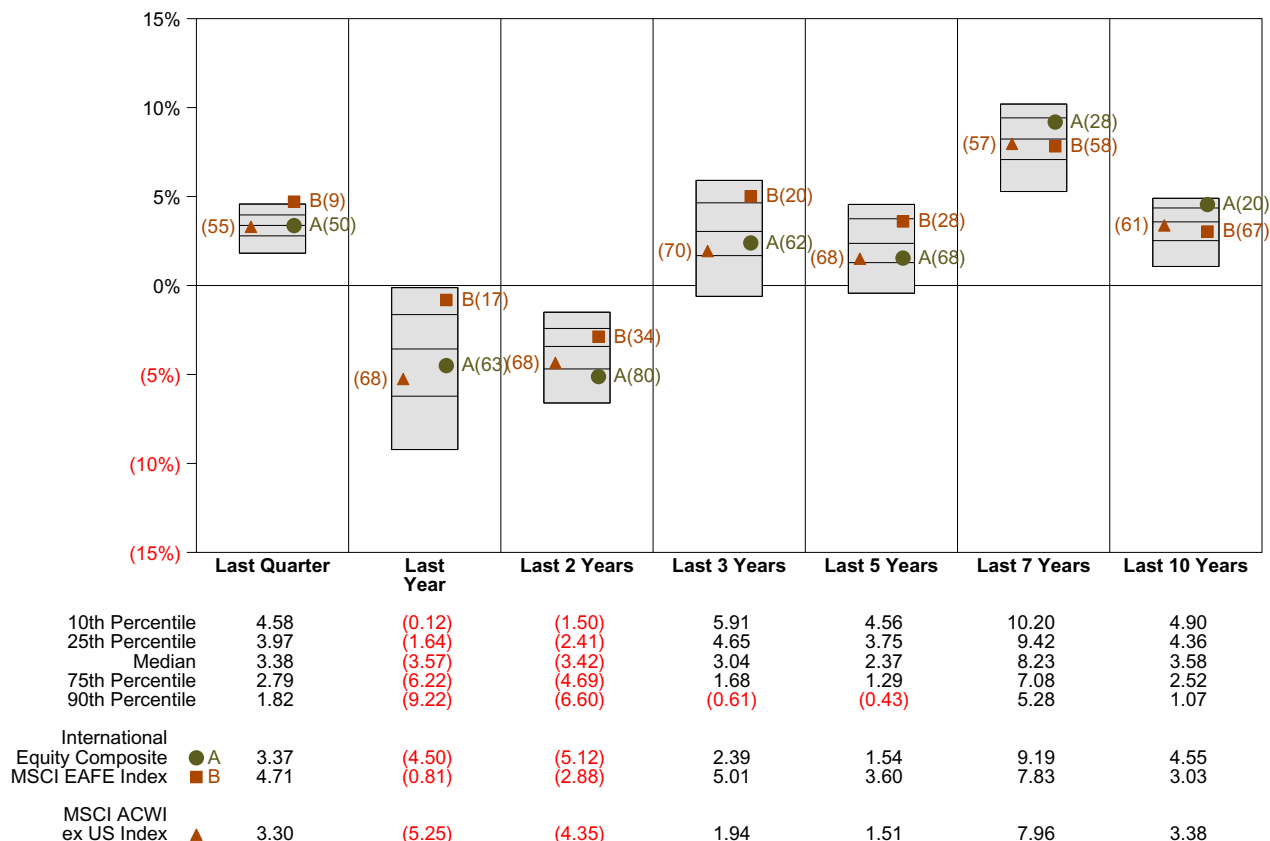 15%
10%
5%
0%
(5%)
(10%)
(15%)
(55) B(9) A(50)
(68) B(17) A(63)
(68) B(34) A(80)
(70) B(20) A(62)
(68) B(28) A(68)
(57) A(28) B(58)
(61) A(20) B(67)
Last Quarter Last Year Last 2 Years Last 3 Years Last 5 Years Last 7 Years Last 10 Years
10th Percentile 4.58 (0.12) (1.50) 5.91 4.56 10.20 4.90
25th Percentile 3.97 (1.64) (2.41) 4.65 3.75 9.42 4.36
Median 3.38 (3.57) (3.42) 3.04 2.37 8.23 3.58
75th Percentile 2.79 (6.22) (4.69) 1.68 1.29 7.08 2.52
90th Percentile 1.82 (9.22) (6.60) (0.61) (0.43) 5.28 1.07
International
Equity Composite A 3.37 (4.50) (5.12) 2.39 1.54 9.19 4.55
MSCI EAFE Index B 4.71 (0.81) (2.88) 5.01 3.60 7.83 3.03
MSCI ACWI
ex US Index 3.30 (5.25) (4.35) 1.94 1.51 7.96 3.38